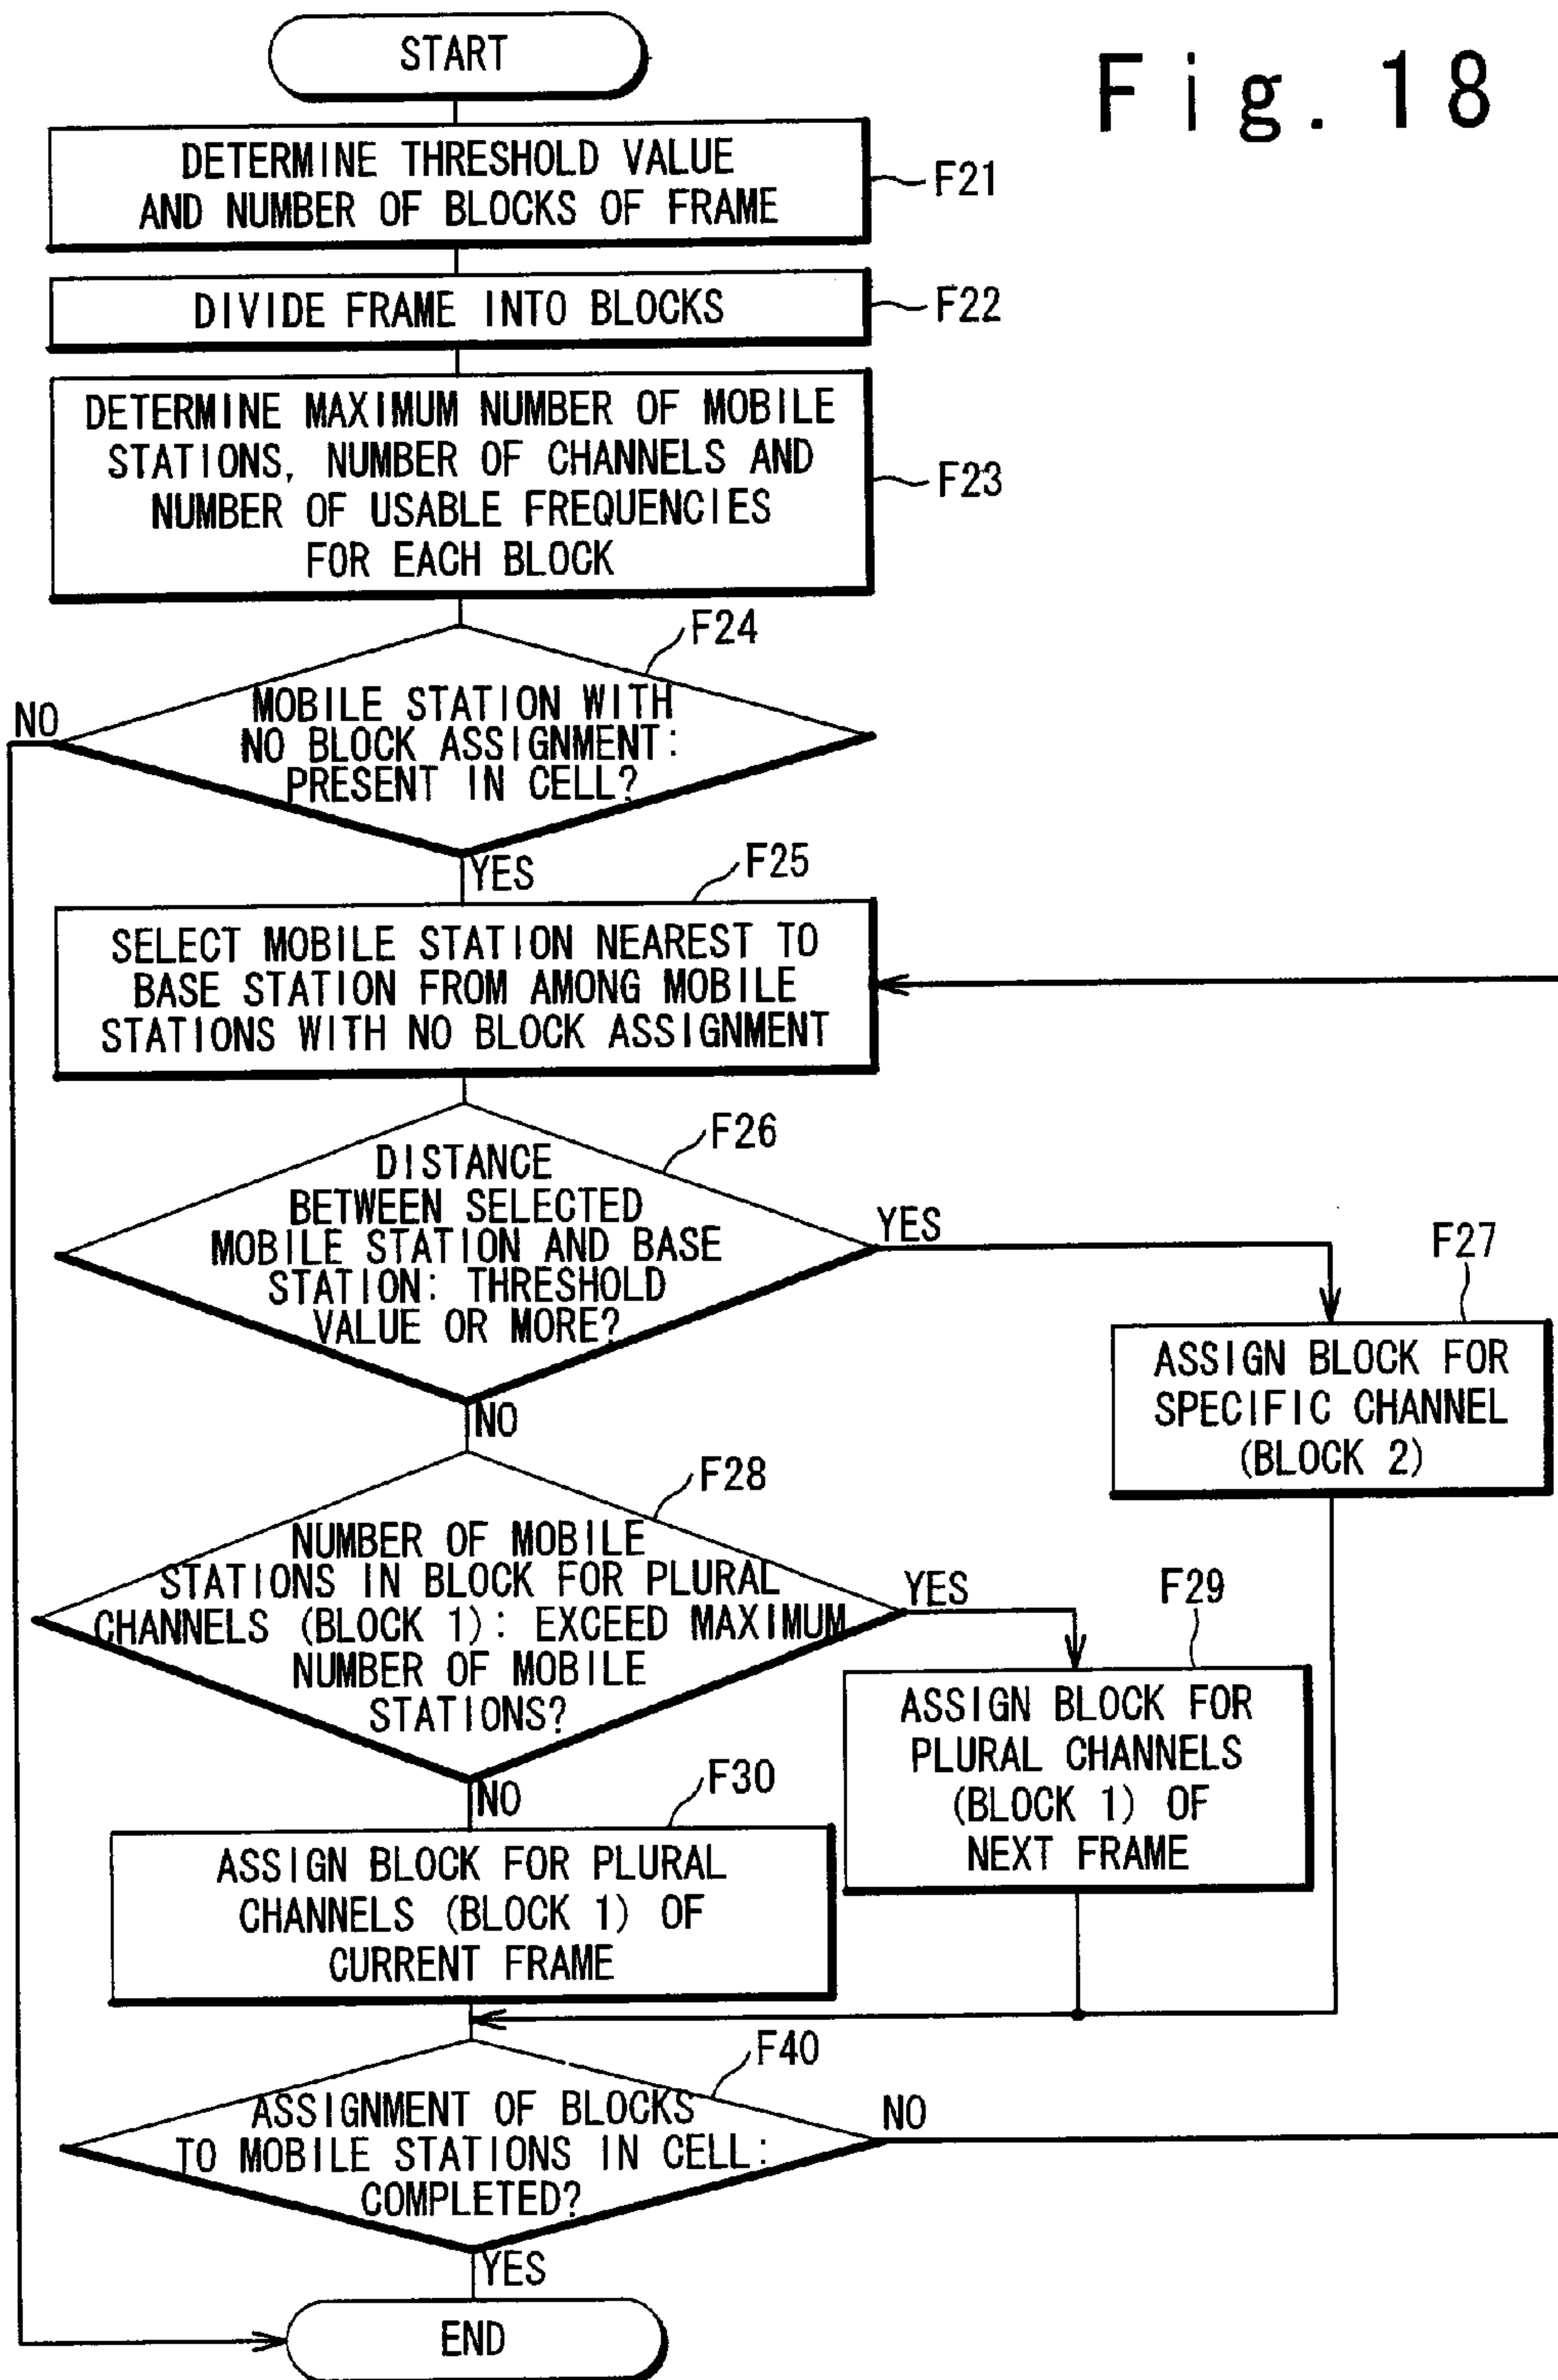 START
Fig. 18
DETERMINE THRESHOLD VALUE
AND NUMBER OF BLOCKS OF FRAME
F21
DIVIDE FRAME INTO BLOCKS
F22
DETERMINE MAXIMUM NUMBER OF MOBILE
STATIONS, NUMBER OF CHANNELS AND
NUMBER OF USABLE FREQUENCIES
FOR EACH BLOCK
F23
F24
MOBILE STATION WITH
NO BLOCK ASSIGNMENT:
PRESENT IN CELL?
NO
YES
F25
SELECT MOBILE STATION NEAREST TO
BASE STATION FROM AMONG MOBILE
STATIONS WITH NO BLOCK ASSIGNMENT
F26
DISTANCE
BETWEEN SELECTED
MOBILE STATION AND BASE
STATION: THRESHOLD
VALUE OR MORE?
YES
NO
F27
ASSIGN BLOCK FOR
SPECIFIC CHANNEL
(BLOCK 2)
F28
NUMBER OF MOBILE
STATIONS IN BLOCK FOR PLURAL
CHANNELS (BLOCK 1): EXCEED MAXIMUM
NUMBER OF MOBILE
STATIONS?
YES
NO
F29
ASSIGN BLOCK FOR
PLURAL CHANNELS
(BLOCK 1) OF
NEXT FRAME
F30
ASSIGN BLOCK FOR PLURAL
CHANNELS (BLOCK 1) OF
CURRENT FRAME
F40
ASSIGNMENT OF BLOCKS
TO MOBILE STATIONS IN CELL:
COMPLETED?
NO
YES
END